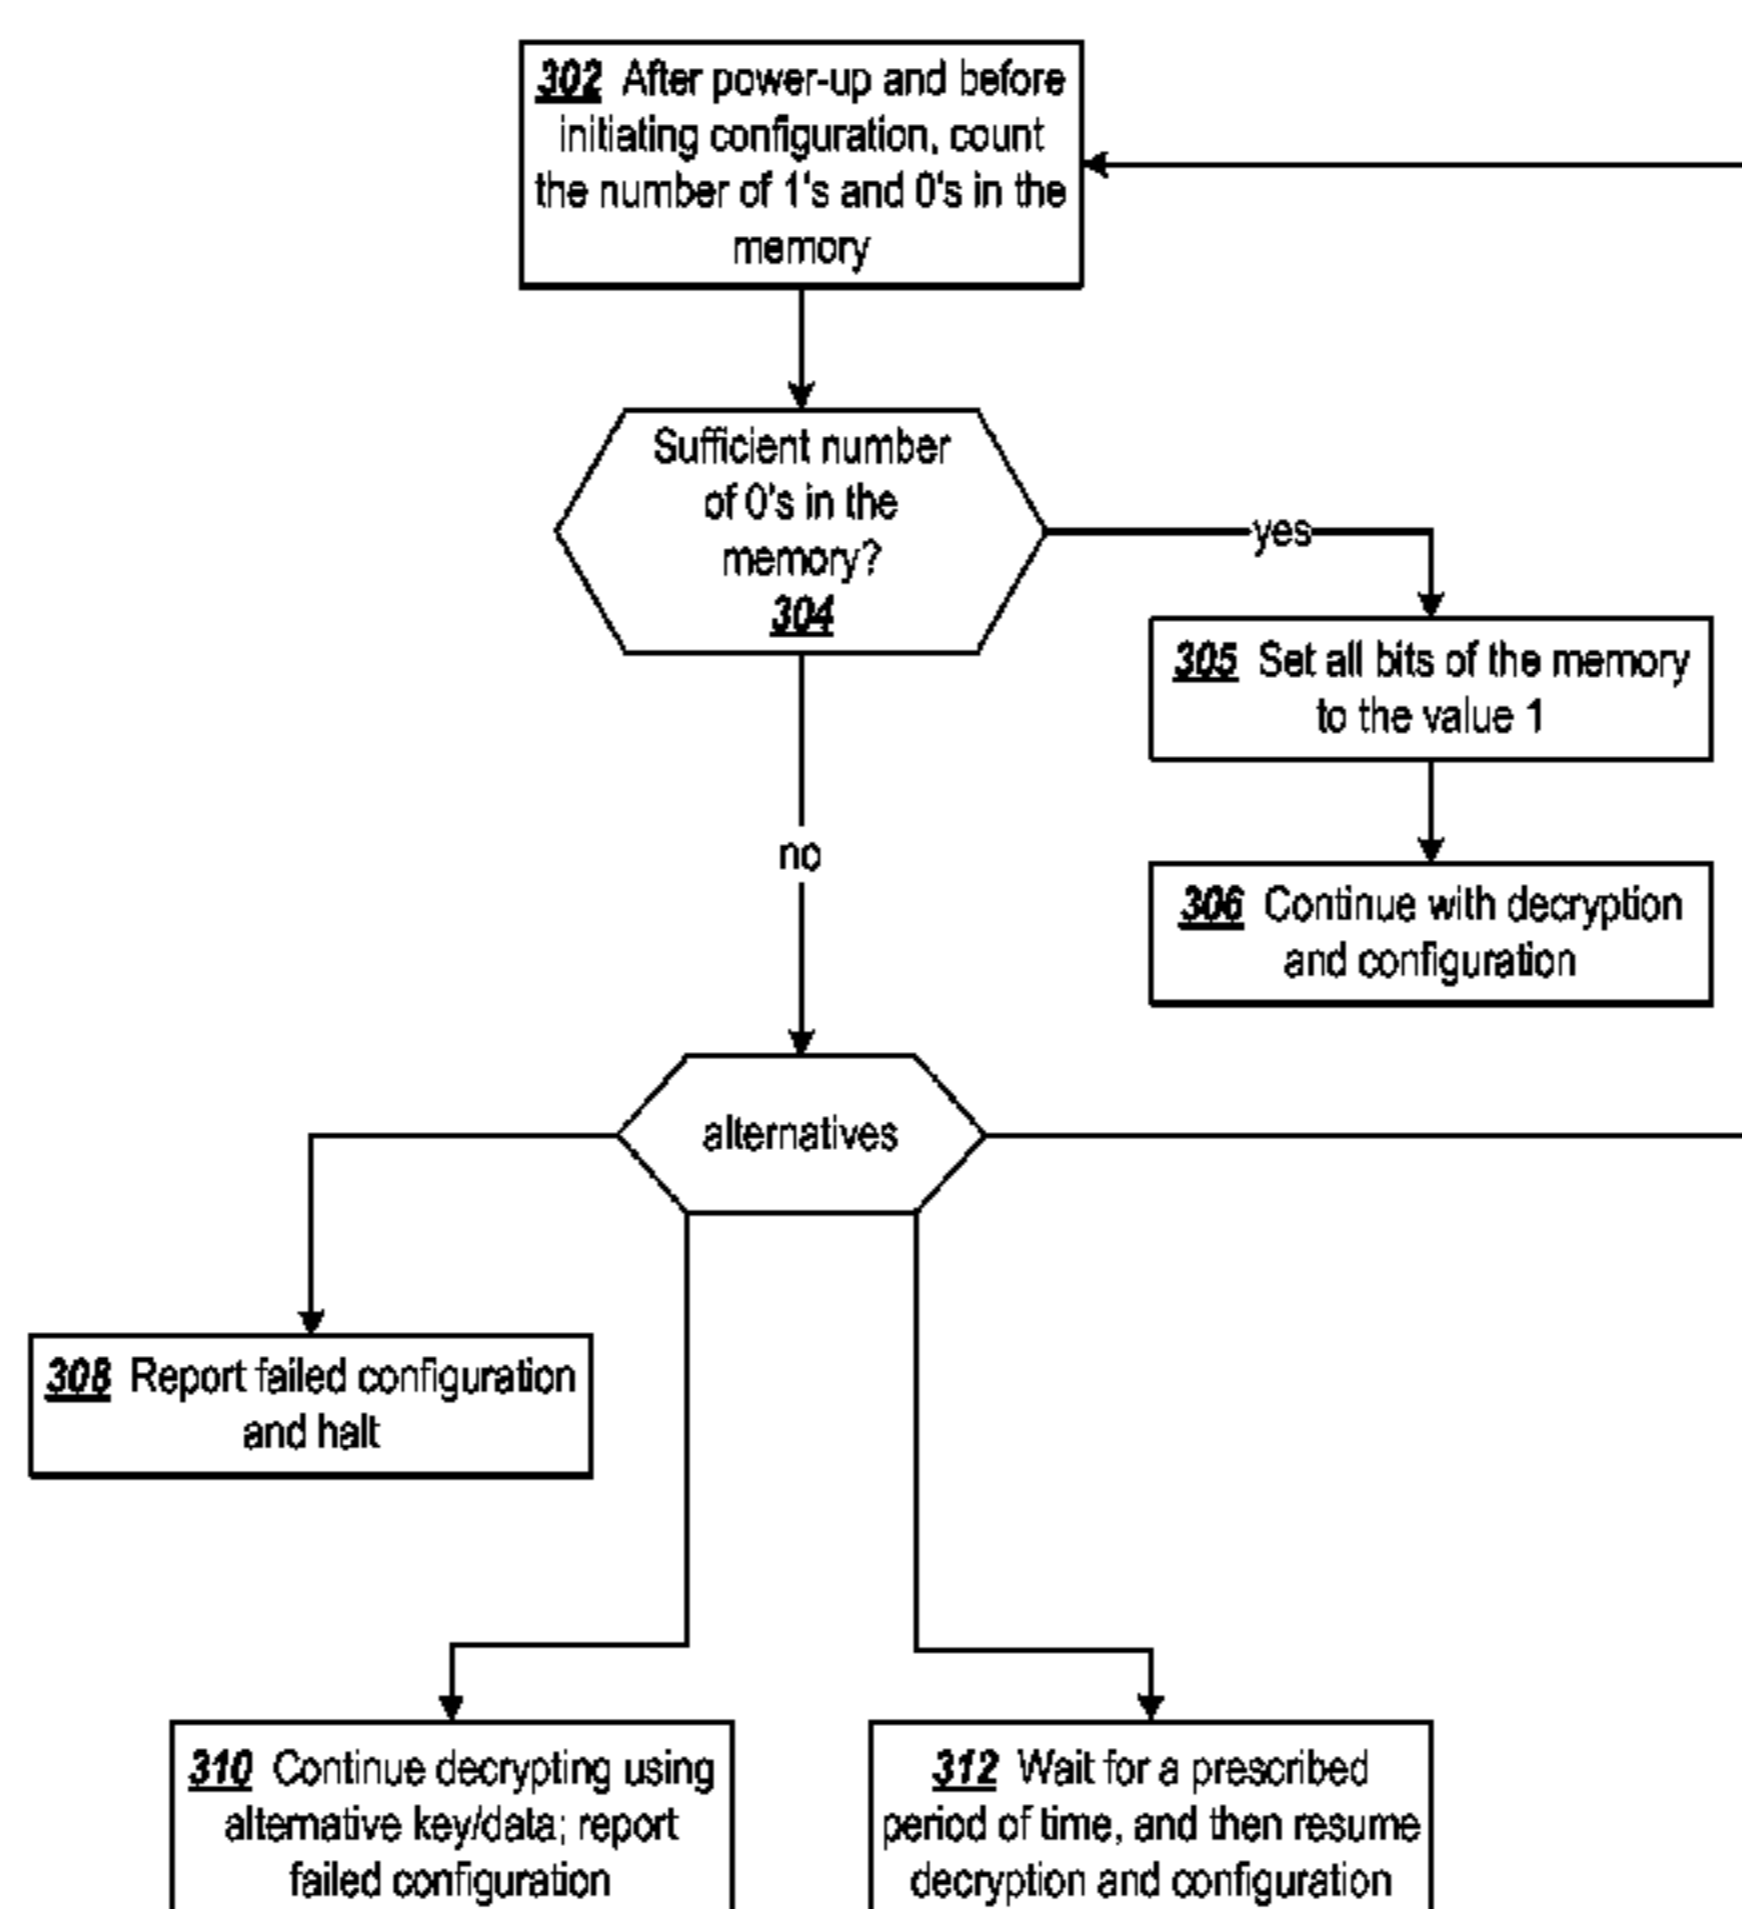 302 After power-up and before
initiating configuration, count
the number of 1's and 0's in the
memory
Sufficient number
of 0's in the
memory?
304
yes
305 Set all bits of the memory
to the value 1
no
306 Continue with decryption
and configuration
alternatives
308 Report failed configuration
and halt
310 Continue decrypting using
alternative key/data; report
failed configuration
312 Wait for a prescribed
period of time, and then resume
decryption and configuration